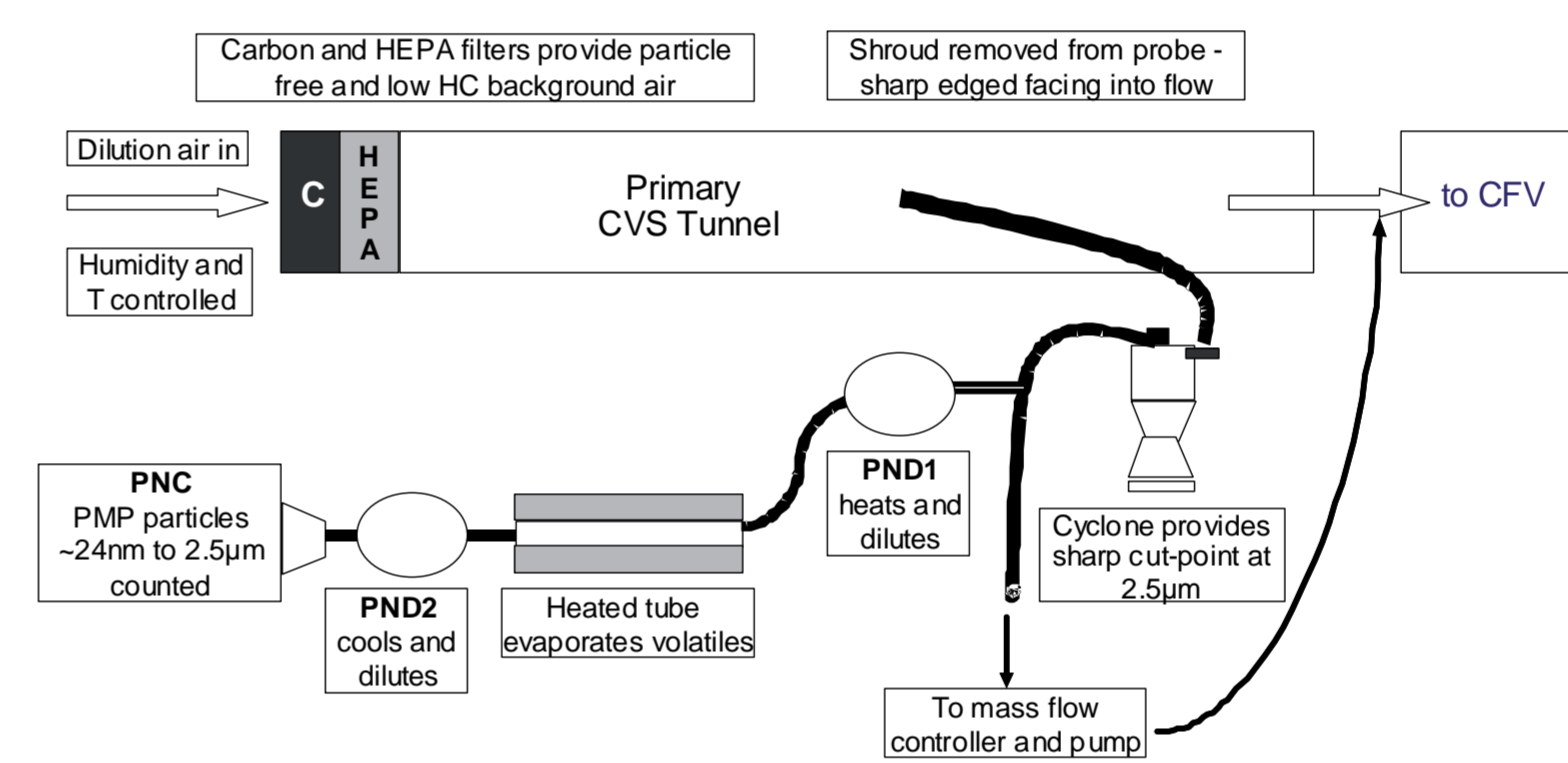 Carbon and HEPA filters provide particle
free and low HC background air
Shroud removed from probe -
sharp edged facing into flow
Dilution air in
Humidity and
T controlled
C
H
E
P
A
Primary
CVS Tunnel
to CFV
PNC
PMP particles
~24nm to 2.5µm
counted
PND2
cools and
dilutes
Heated tube
evaporates volatiles
PND1
heats and
dilutes
Cyclone provides
sharp cut-point at
2.5µm
To mass flow
controller and pump